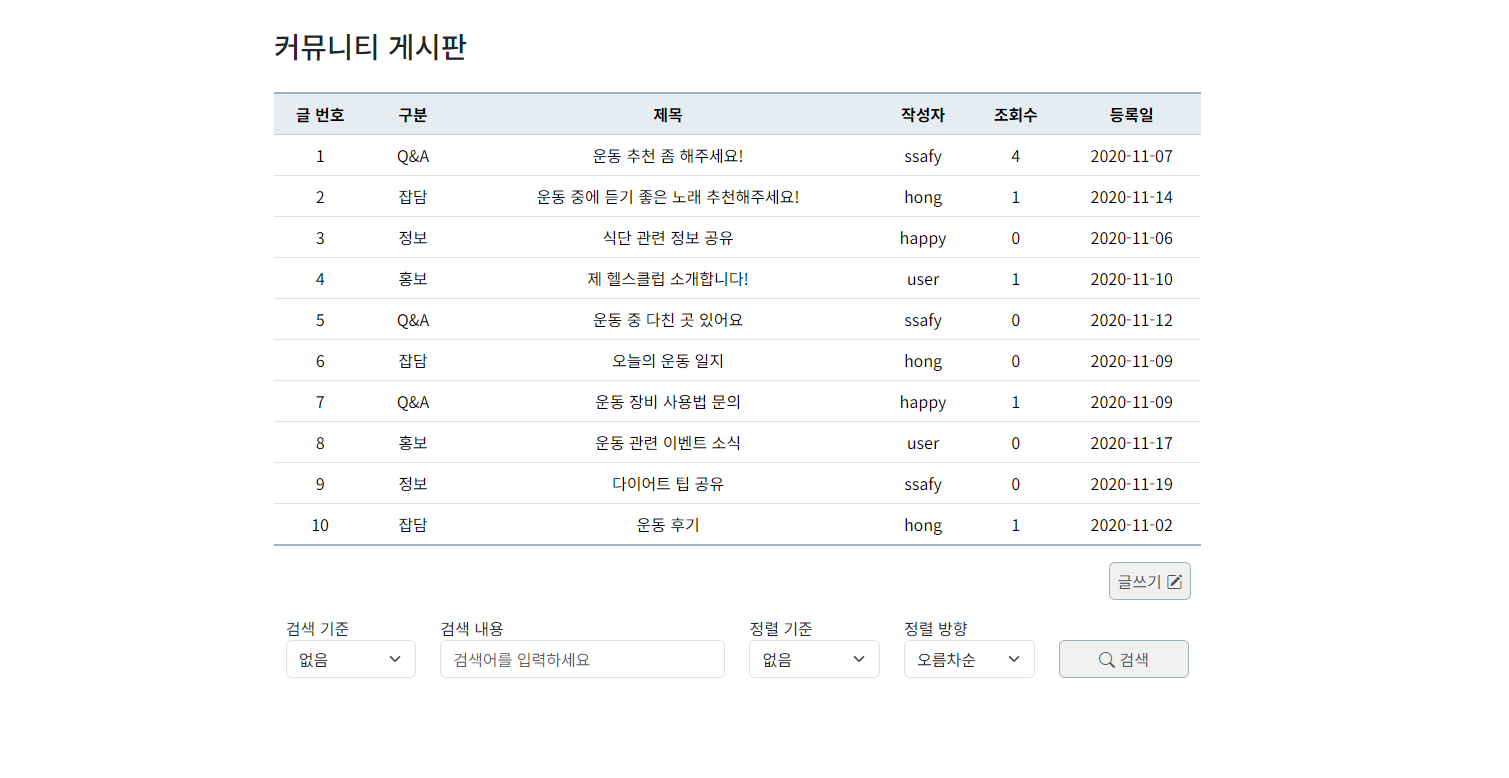 커뮤니티 게시판
글 번호 구분 제목 작성자 조회수 등록일
1 Q&A 운동 추천 좀 해주세요! ssafy 4 2020-11-07
2 잡담 운동 중에 듣기 좋은 노래 추천해주세요! hong 1 2020-11-14
3 정보 식단 관련 정보 공유 happy 0 2020-11-06
4 홍보 제 헬스클럽 소개합니다! user 1 2020-11-10
5 Q&A 운동 중 다친 곳 있어요 ssafy 0 2020-11-12
6 잡담 오늘의 운동 일지 hong 0 2020-11-09
7 Q&A 운동 장비 사용법 문의 happy 1 2020-11-09
8 홍보 운동 관련 이벤트 소식 user 0 2020-11-17
9 정보 다이어트 팁 공유 ssafy 0 2020-11-19
10 잡담 운동 후기 hong 1 2020-11-02
글쓰기
검색 기준 검색 내용 정렬 기준 정렬 방향
없음 검색어를 입력하세요 없음 오름차순 검색